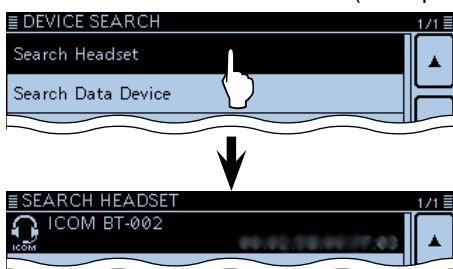 DEVICE SEARCH 1/1
Search Headset
Search Data Device
SEARCH HEADSET 1/1
ICOM BT-002
ICOM